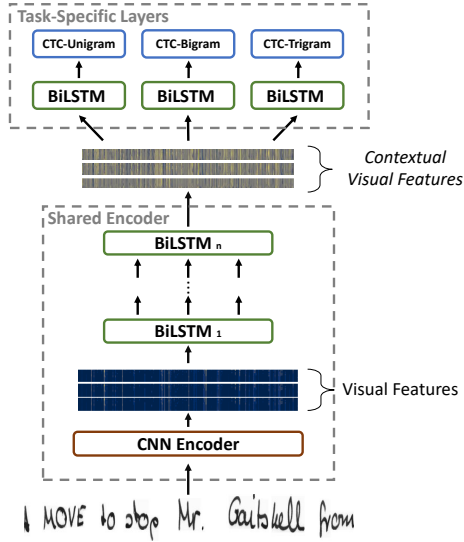 Task-Specific Layers
CTC-Unigram CTC-Bigram CTC-Trigram
BiLSTM BiLSTM BiLSTM
Contextual
Visual Features
Shared Encoder
BiLSTM n
BiLSTM 1
Visual Features
CNN Encoder
MOVE to stop Mr. Gaitskell from